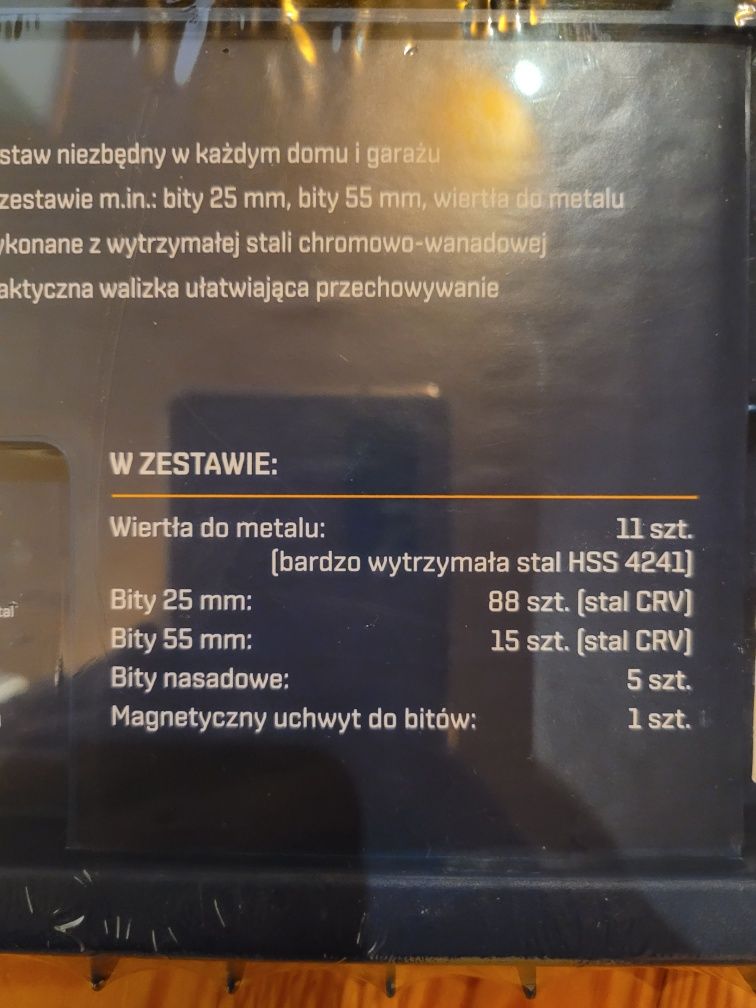 staw niezbędny w każdym domu i garażu
zestawie m.in.: bity 25 mm, bity 55 mm, wiertła do metalu
ykonane z wytrzymałej stali chromowo-wanadowej
aktyczna walizka ułatwiająca przechowywanie
W ZESTAWIE:
Wiertła do metalu: 11 szt.
(bardzo wytrzymała stal HSS 4241)
Bity 25 mm: 88 szt. (stal CRV)
Bity 55 mm: 15 szt. (stal CRV)
Bity nasadowe: 5 szt.
Magnetyczny uchwyt do bitów: 1 szt.